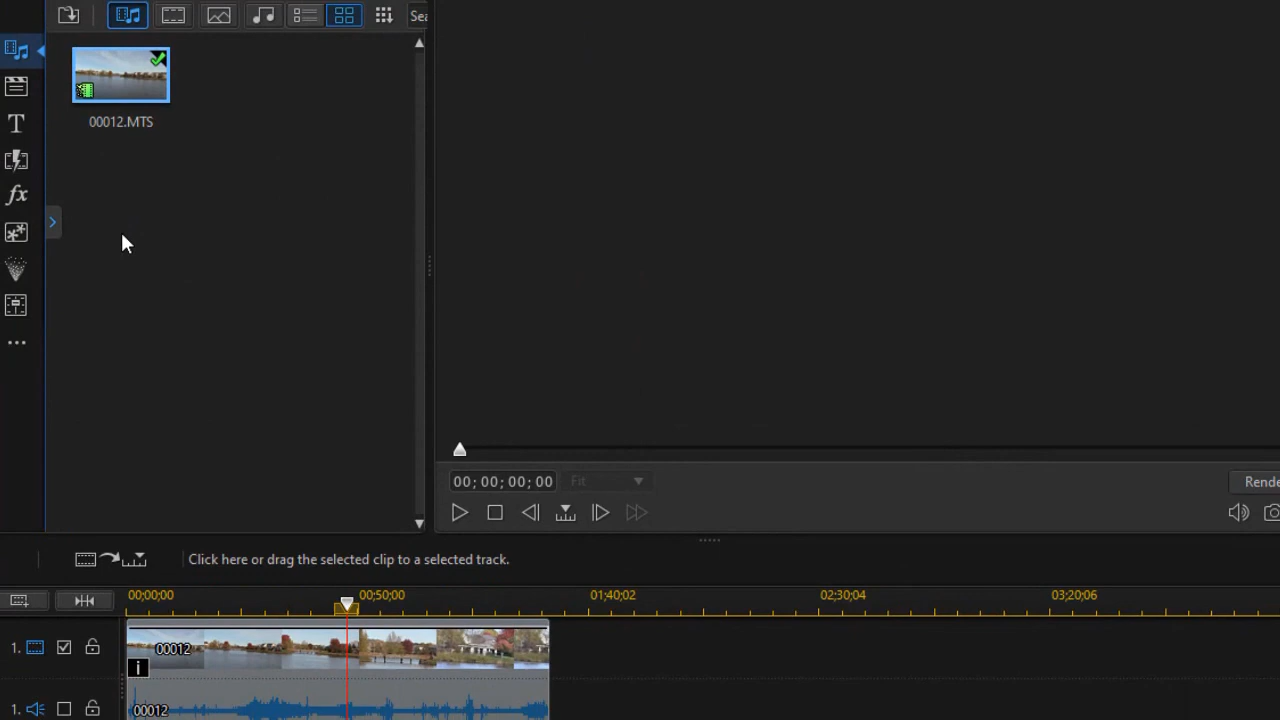 Sea
T
fx
00012.MTS
00; 00; 00; 00
Fit
Rende
Click here or drag the selected clip to a selected track.
00;00;00
00;50;00
01;40;02
02;30;04
03;20;06
1.
00012
i
1.
00012